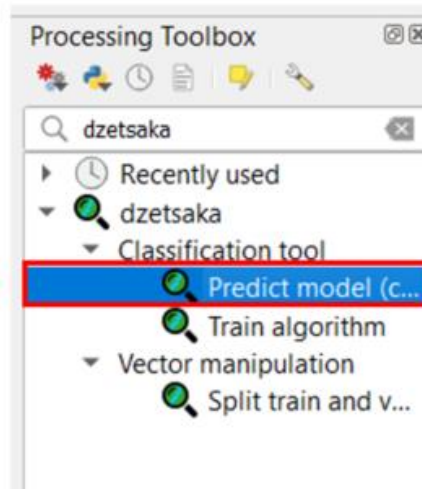 Processing Toolbox
dzetsaka
Recently used
dzetsaka
Classification tool
Predict model (c...
Train algorithm
Vector manipulation
Split train and v...